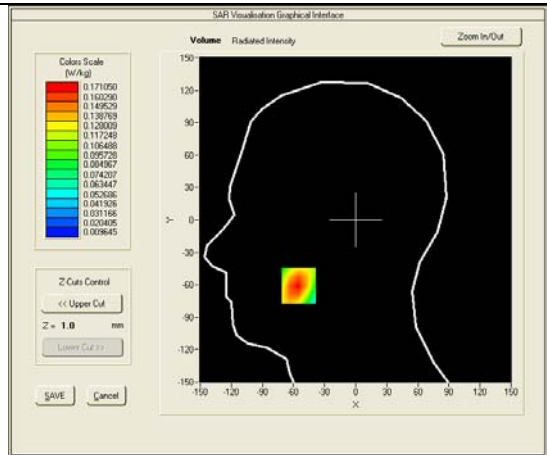 SAR Visualisation Graphical Interface
Volume Radiated Intensity
Zoom In/Out
Colors Scale
(W/kg)
0.171050
0.160290
0.149529
0.138769
0.128009
0.117248
0.106488
0.095728
0.084967
0.074207
0.063447
0.052686
0.041926
0.031166
0.020405
0.009645
Z Cuts Control
<< Upper Cut
Z = 1.0 mm
Lower Cut >>
SAVE Cancel
150
120
90
60
30
0
-30
-60
-90
-120
-150
Y
-150 -120 -90 -60 -30 0 30 60 90 120 150
X